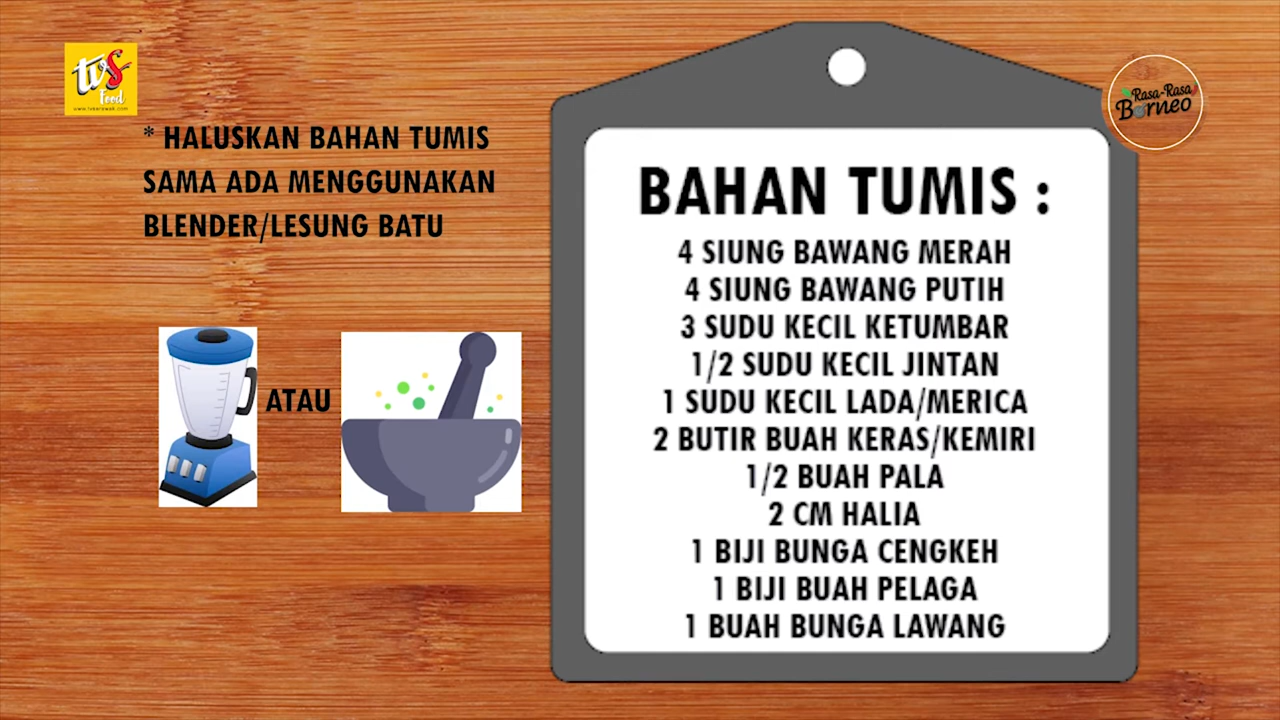 tvs
Food
www.tvsarawak.com
Rasa-Rasa
Borneo
* HALUSKAN BAHAN TUMIS
SAMA ADA MENGGUNAKAN
BLENDER/LESUNG BATU
ATAU
BAHAN TUMIS :
4 SIUNG BAWANG MERAH
4 SIUNG BAWANG PUTIH
3 SUDU KECIL KETUMBAR
1/2 SUDU KECIL JINTAN
1 SUDU KECIL LADA/MERICA
2 BUTIR BUAH KERAS/KEMIRI
1/2 BUAH PALA
2 CM HALIA
1 BIJI BUNGA CENGKEH
1 BIJI BUAH PELAGA
1 BUAH BUNGA LAWANG